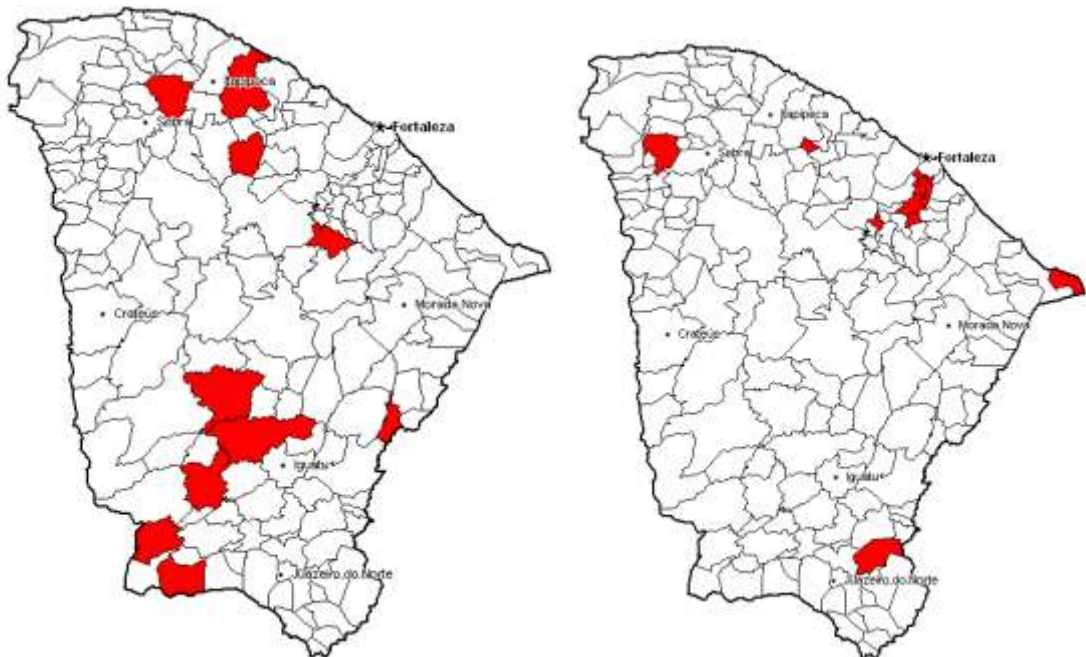 Itapipoca
Sobral
Fortaleza
Morada Nova
Crateús
Iguatu
Juazeiro do Norte
Itapipoca
Sobral
Fortaleza
Morada Nova
Crateús
Iguatu
Juazeiro do Norte